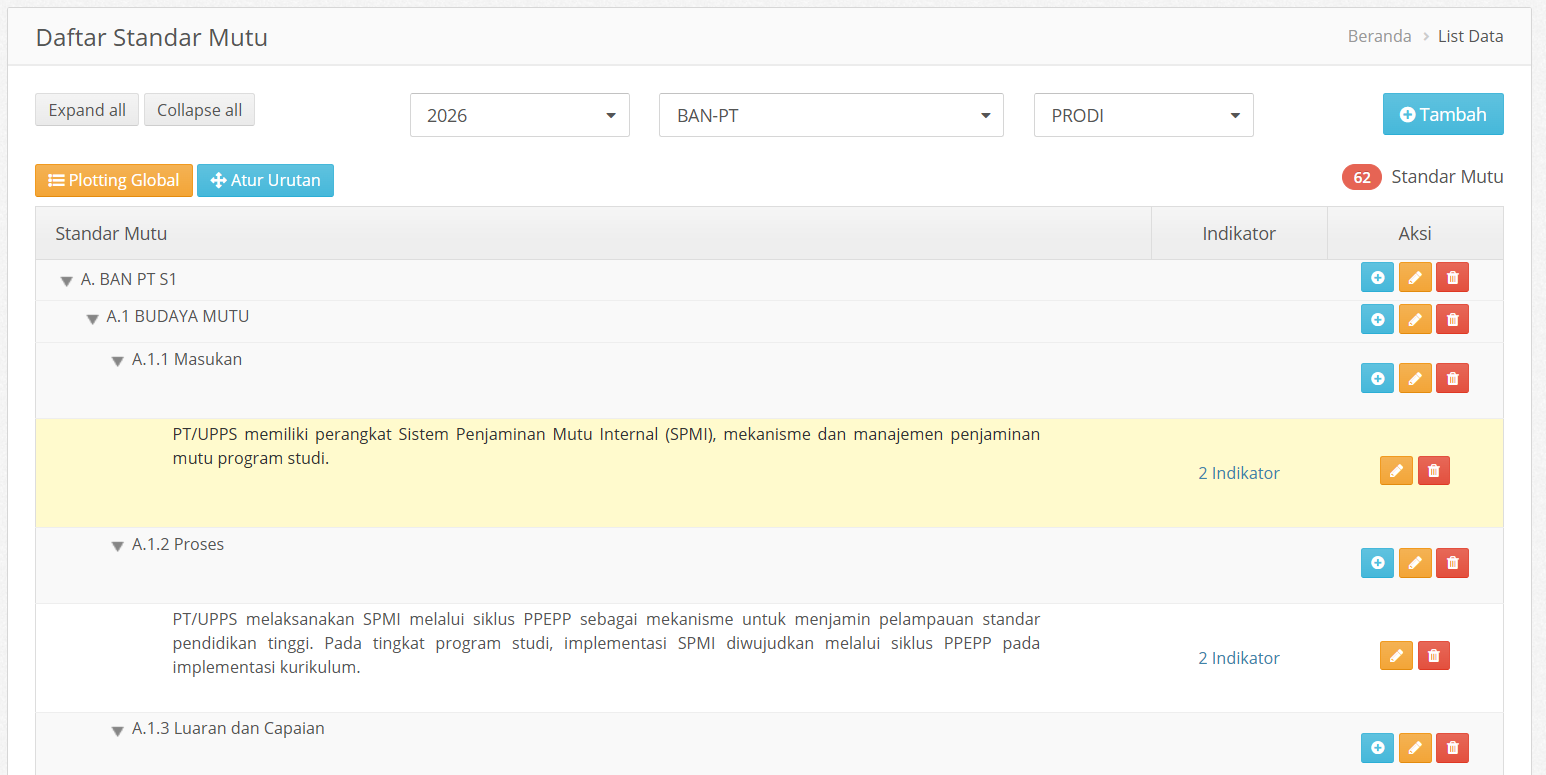 Daftar Standar Mutu
Beranda > List Data
Expand all
Collapse all
2026
BAN-PT
PRODI
Tambah
Plotting Global
Atur Urutan
62 Standar Mutu
Standar Mutu
Indikator
Aksi
A. BAN PT S1
A.1 BUDAYA MUTU
A.1.1 Masukan
PT/UPPS memiliki perangkat Sistem Penjaminan Mutu Internal (SPMI), mekanisme dan manajemen penjaminan
mutu program studi.
2 Indikator
A.1.2 Proses
PT/UPPS melaksanakan SPMI melalui siklus PPEPP sebagai mekanisme untuk menjamin pelampauan standar
pendidikan tinggi. Pada tingkat program studi, implementasi SPMI diwujudkan melalui siklus PPEPP pada
implementasi kurikulum.
2 Indikator
A.1.3 Luaran dan Capaian